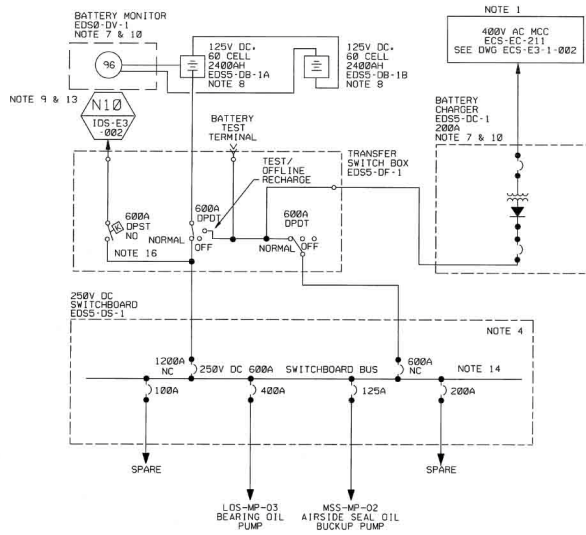 BATTERY MONITOR
EDS0-DV-1
NOTE 7 & 10
96
125V DC,
60 CELL
2400AH
EDS5-DB-1A
NOTE 8
125V DC,
60 CELL
2400AH
EDS5-DB-1B
NOTE 8
NOTE 1
400V AC MCC
ECS-EC-211
SEE DWG ECS-E3-1-002
NOTE 9 & 13
N10
IDS-E3
-002
BATTERY
TEST
TERMINAL
BATTERY
CHARGER
EDS5-DC-1
200A
NOTE 7 & 10
TEST/
OFFLINE
RECHARGE
TRANSFER
SWITCH BOX
EDS5-DF-1
600A
DPST
NO
K
600A
DPDT
NORMAL
OFF
600A
DPDT
NORMAL
OFF
NOTE 16
250V DC
SWITCHBOARD
EDS5-DS-1
NOTE 4
1200A
NC
250V DC 600A
SWITCHBOARD BUS
600A
NC
NOTE 14
100A
400A
125A
200A
SPARE
SPARE
LOS-MP-03
BEARING OIL
PUMP
MSS-MP-02
AIRSIDE SEAL OIL
BUCKUP PUMP